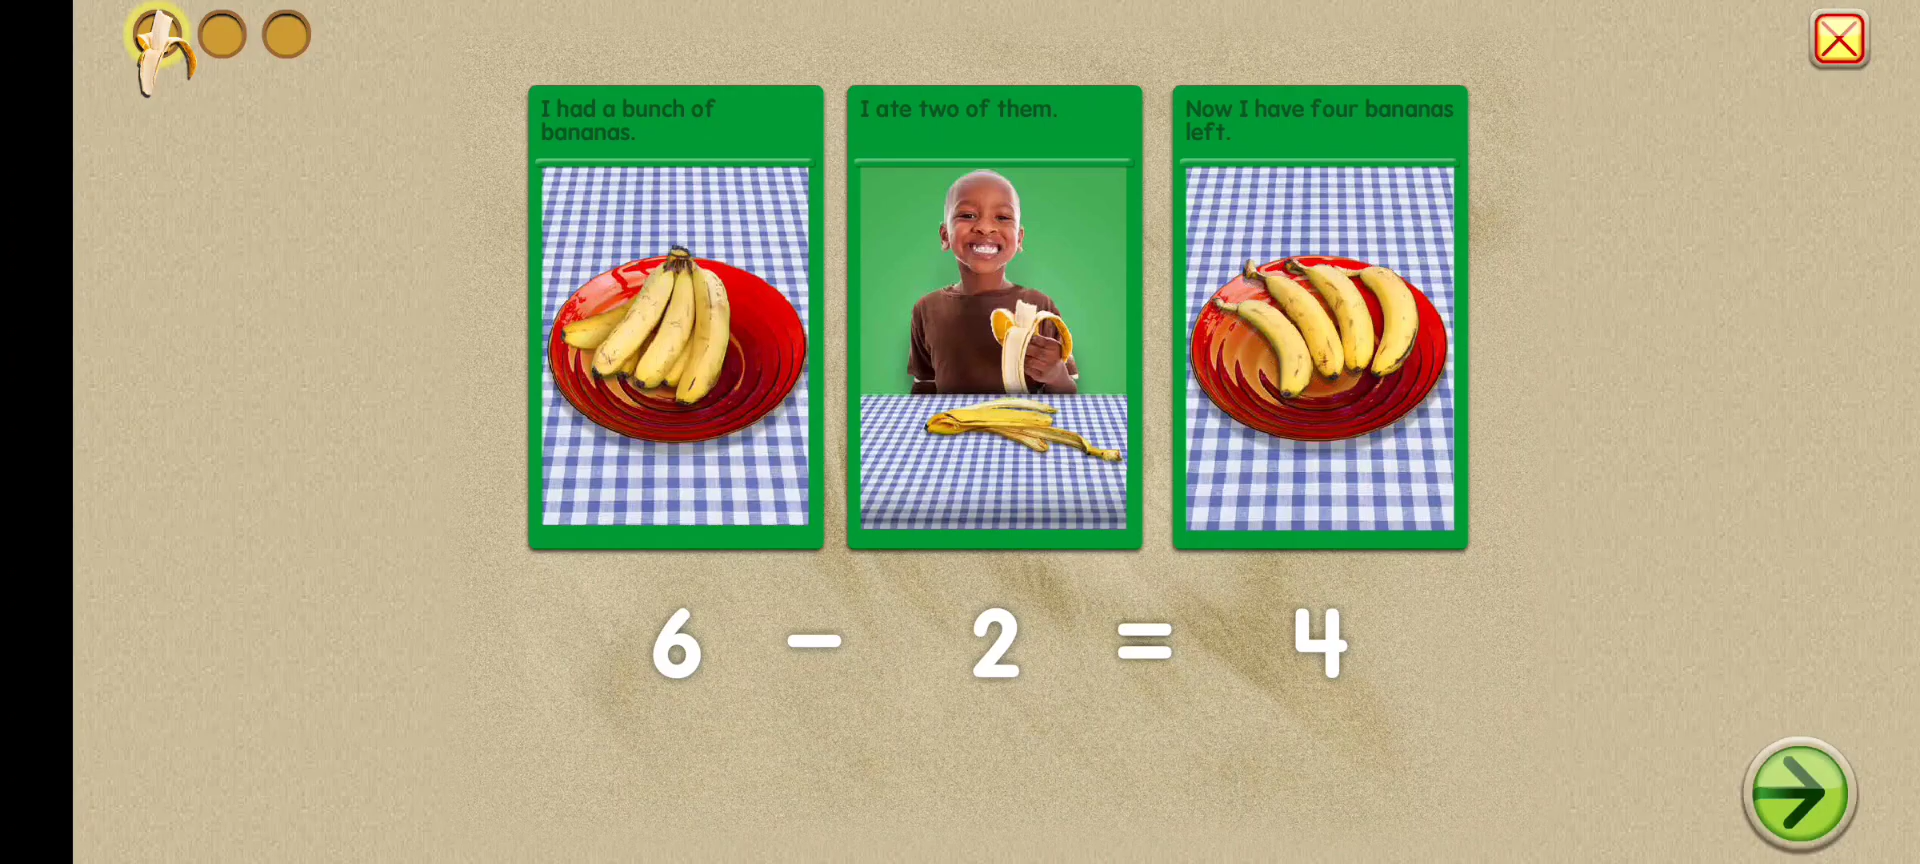 I had a bunch of
bananas.
I ate two of them.
Now I have four bananas
left.
6 - 2 = 4